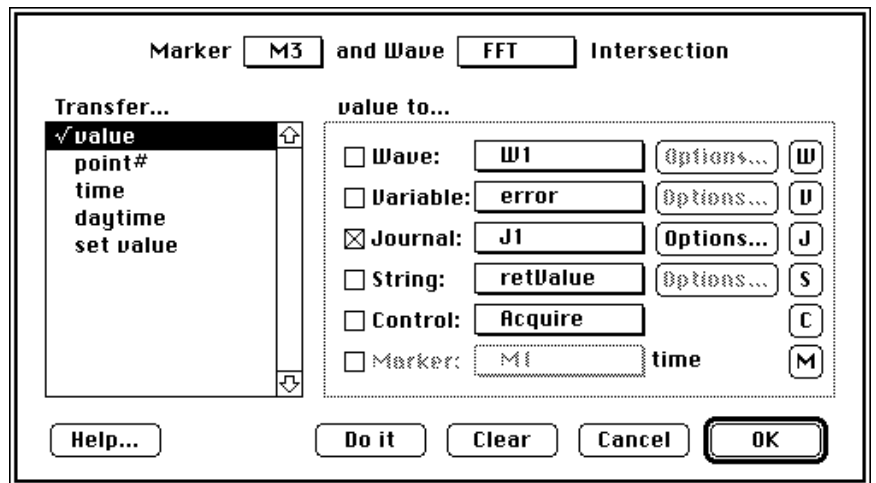 Marker M3 and Wave FFT Intersection
Transfer... value to...
√value
point#
time
daytime
set value
Wave: W1 Options... W
Variable: error Options... V
Journal: J1 Options... J
String: retValue Options... S
Control: Acquire C
Marker: M1 time M
Help... Do it Clear Cancel OK